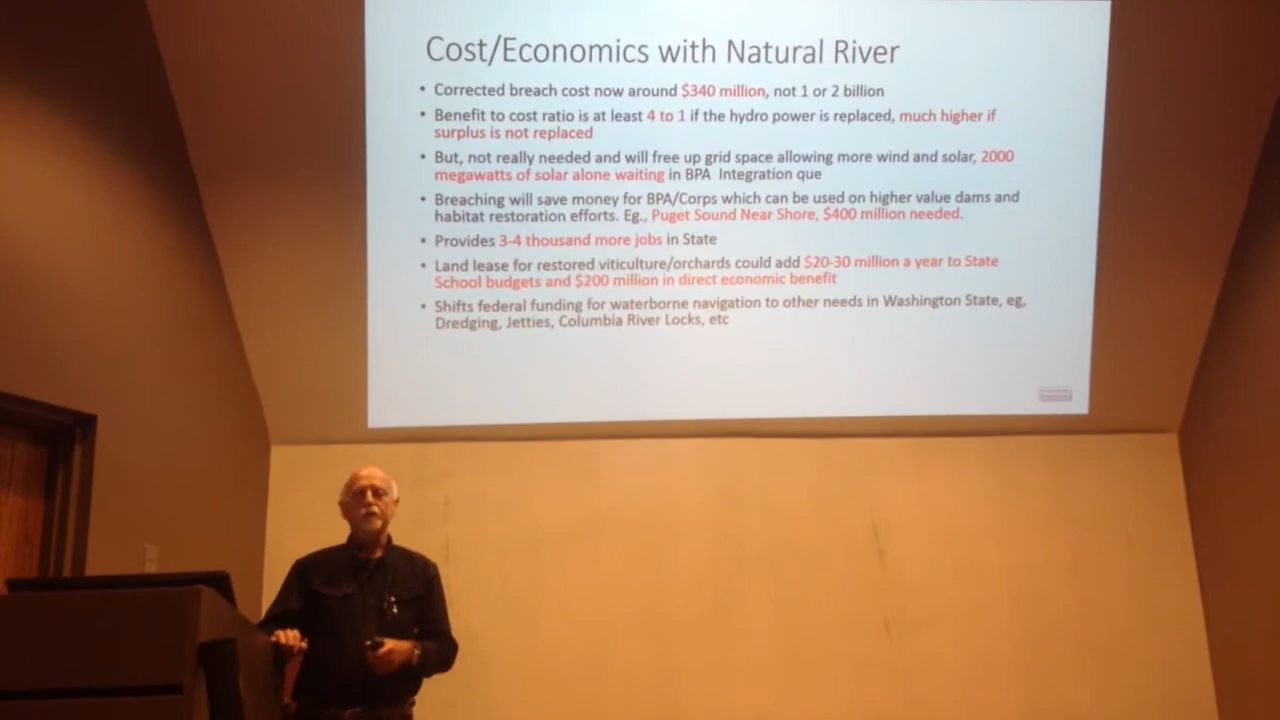 Cost/Economics with Natural River
• Corrected breach cost now around $340 million, not 1 or 2 billion
• Benefit to cost ratio is at least 4 to 1 if the hydro power is replaced, much higher if
surplus is not replaced
• But, not really needed and will free up grid space allowing more wind and solar, 2000
megawatts of solar alone waiting in BPA Integration que
• Breaching will save money for BPA/Corps which can be used on higher value dams and
habitat restoration efforts. Eg., Puget Sound Near Shore, $400 million needed.
• Provides 3-4 thousand more jobs in State
• Land lease for restored viticulture/orchards could add $20-30 million a year to State
School budgets and $200 million in direct economic benefit
• Shifts federal funding for waterborne navigation to other needs in Washington State, eg,
Dredging, Jetties, Columbia River Locks, etc